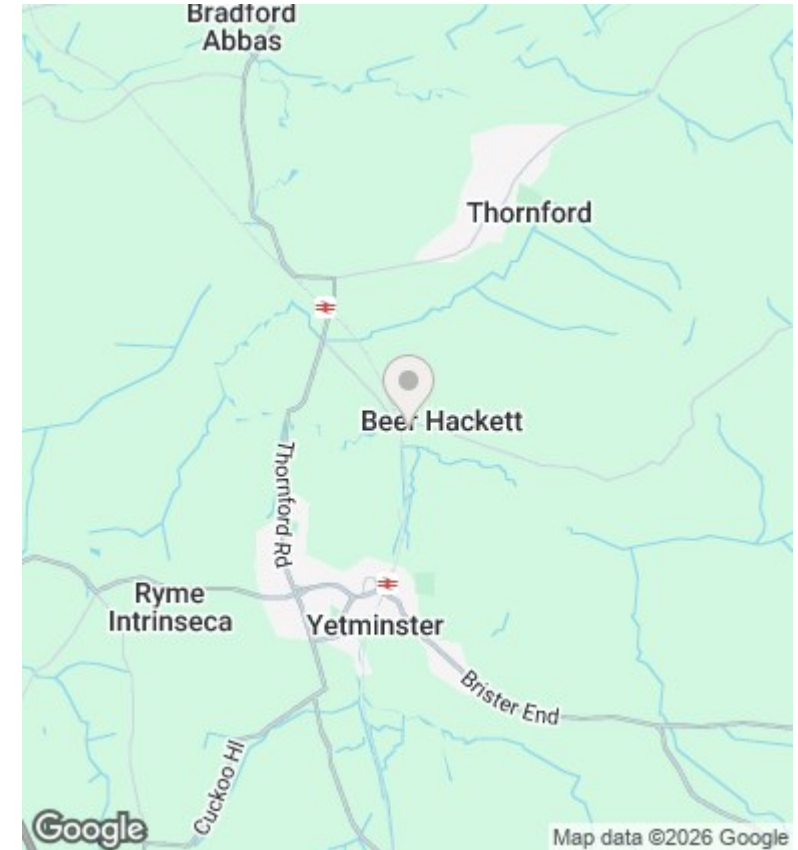 Bradford
Abbas
Thornford
Beer Hackett
Thornford Rd
Ryme
Intrinseca
Yetminster
Brister End
Cuckoo Hl
Google
Map data ©2026 Google